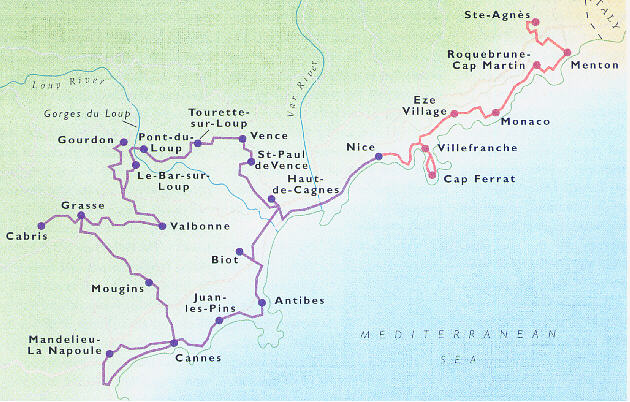 Ste-Agnès
ITALY
Roquebrune-
Cap Martin
Menton
Loup River
Var River
Eze
Village
Monaco
Gorges du Loup
Tourette-
sur-Loup
Gourdon
Pont-du-
Loup
Vence
St-Paul
deVence
Nice
Villefranche
Le-Bar-sur-
Loup
Haut-
de-Cagnes
Cap Ferrat
Grasse
Cabris
Valbonne
Biot
Mougins
Juan-
les-Pins
Antibes
Mandelieu-
La Napoule
Cannes
MEDITERRANEAN
SEA